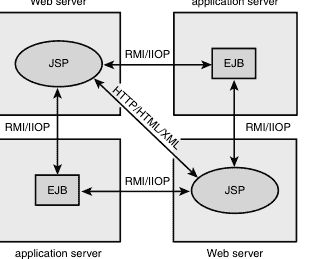 Web server
application server
RMI/IIOP
JSP
EJB
HTTP/HTML/XML
RMI/IIOP
RMI/IIOP
RMI/IIOP
EJB
JSP
application server
Web server